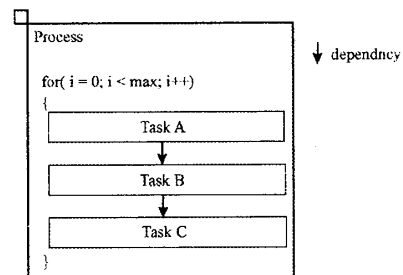 Process
dependncy
for( i = 0; i < max; i++)
{
Task A
Task B
Task C
}